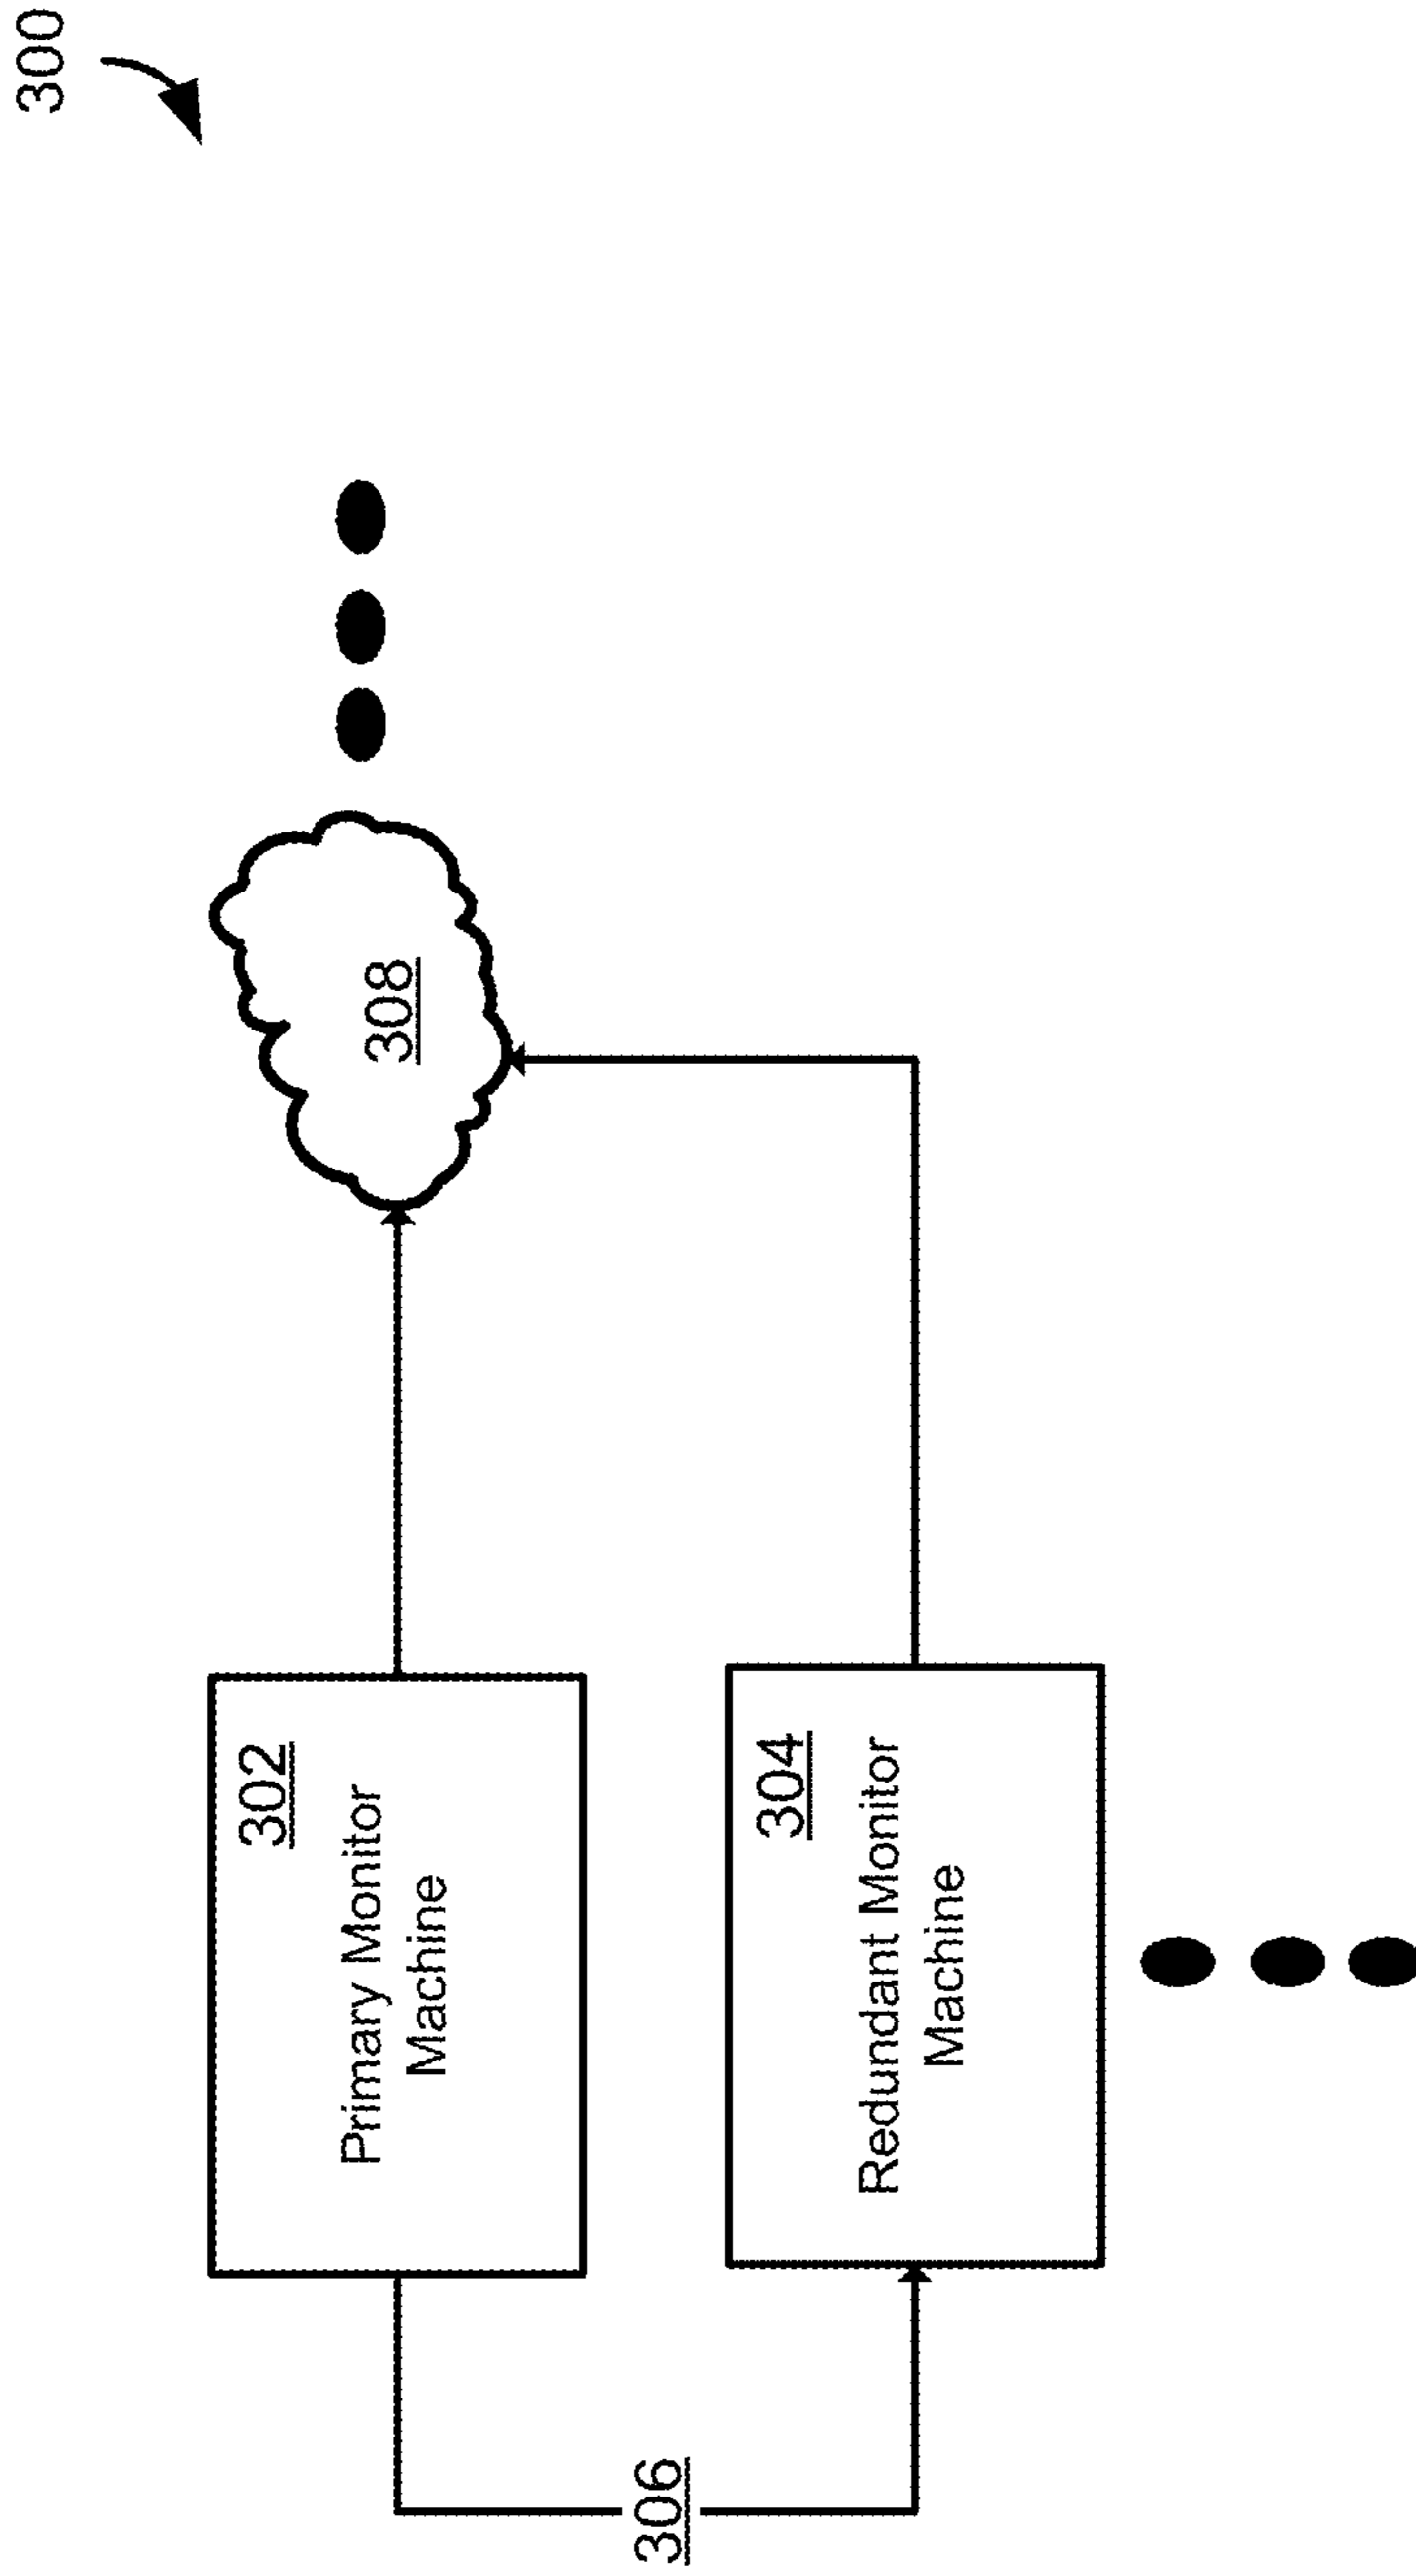 300
302
Primary Monitor
Machine
308
304
Redundant Monitor
Machine
306